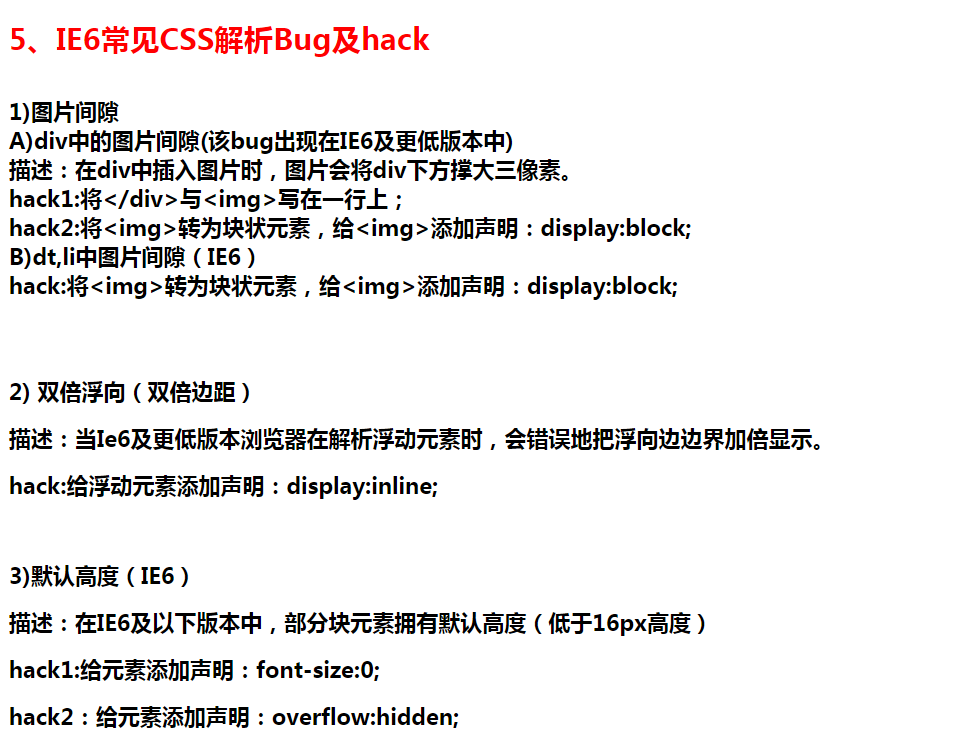 5、IE6常见CSS解析Bug及hack
1)图片间隙
A)div中的图片间隙(该bug出现在IE6及更低版本中)
描述：在div中插入图片时，图片会将div下方撑大三像素。
hack1:将</div>与<img>写在一行上；
hack2:将<img>转为块状元素，给<img>添加声明：display:block;
B)dt,li中图片间隙（IE6）
hack:将<img>转为块状元素，给<img>添加声明：display:block;
2) 双倍浮向（双倍边距）
描述：当Ie6及更低版本浏览器在解析浮动元素时，会错误地把浮向边边界加倍显示。
hack:给浮动元素添加声明：display:inline;
3)默认高度（IE6）
描述：在IE6及以下版本中，部分块元素拥有默认高度（低于16px高度）
hack1:给元素添加声明：font-size:0;
hack2：给元素添加声明：overflow:hidden;